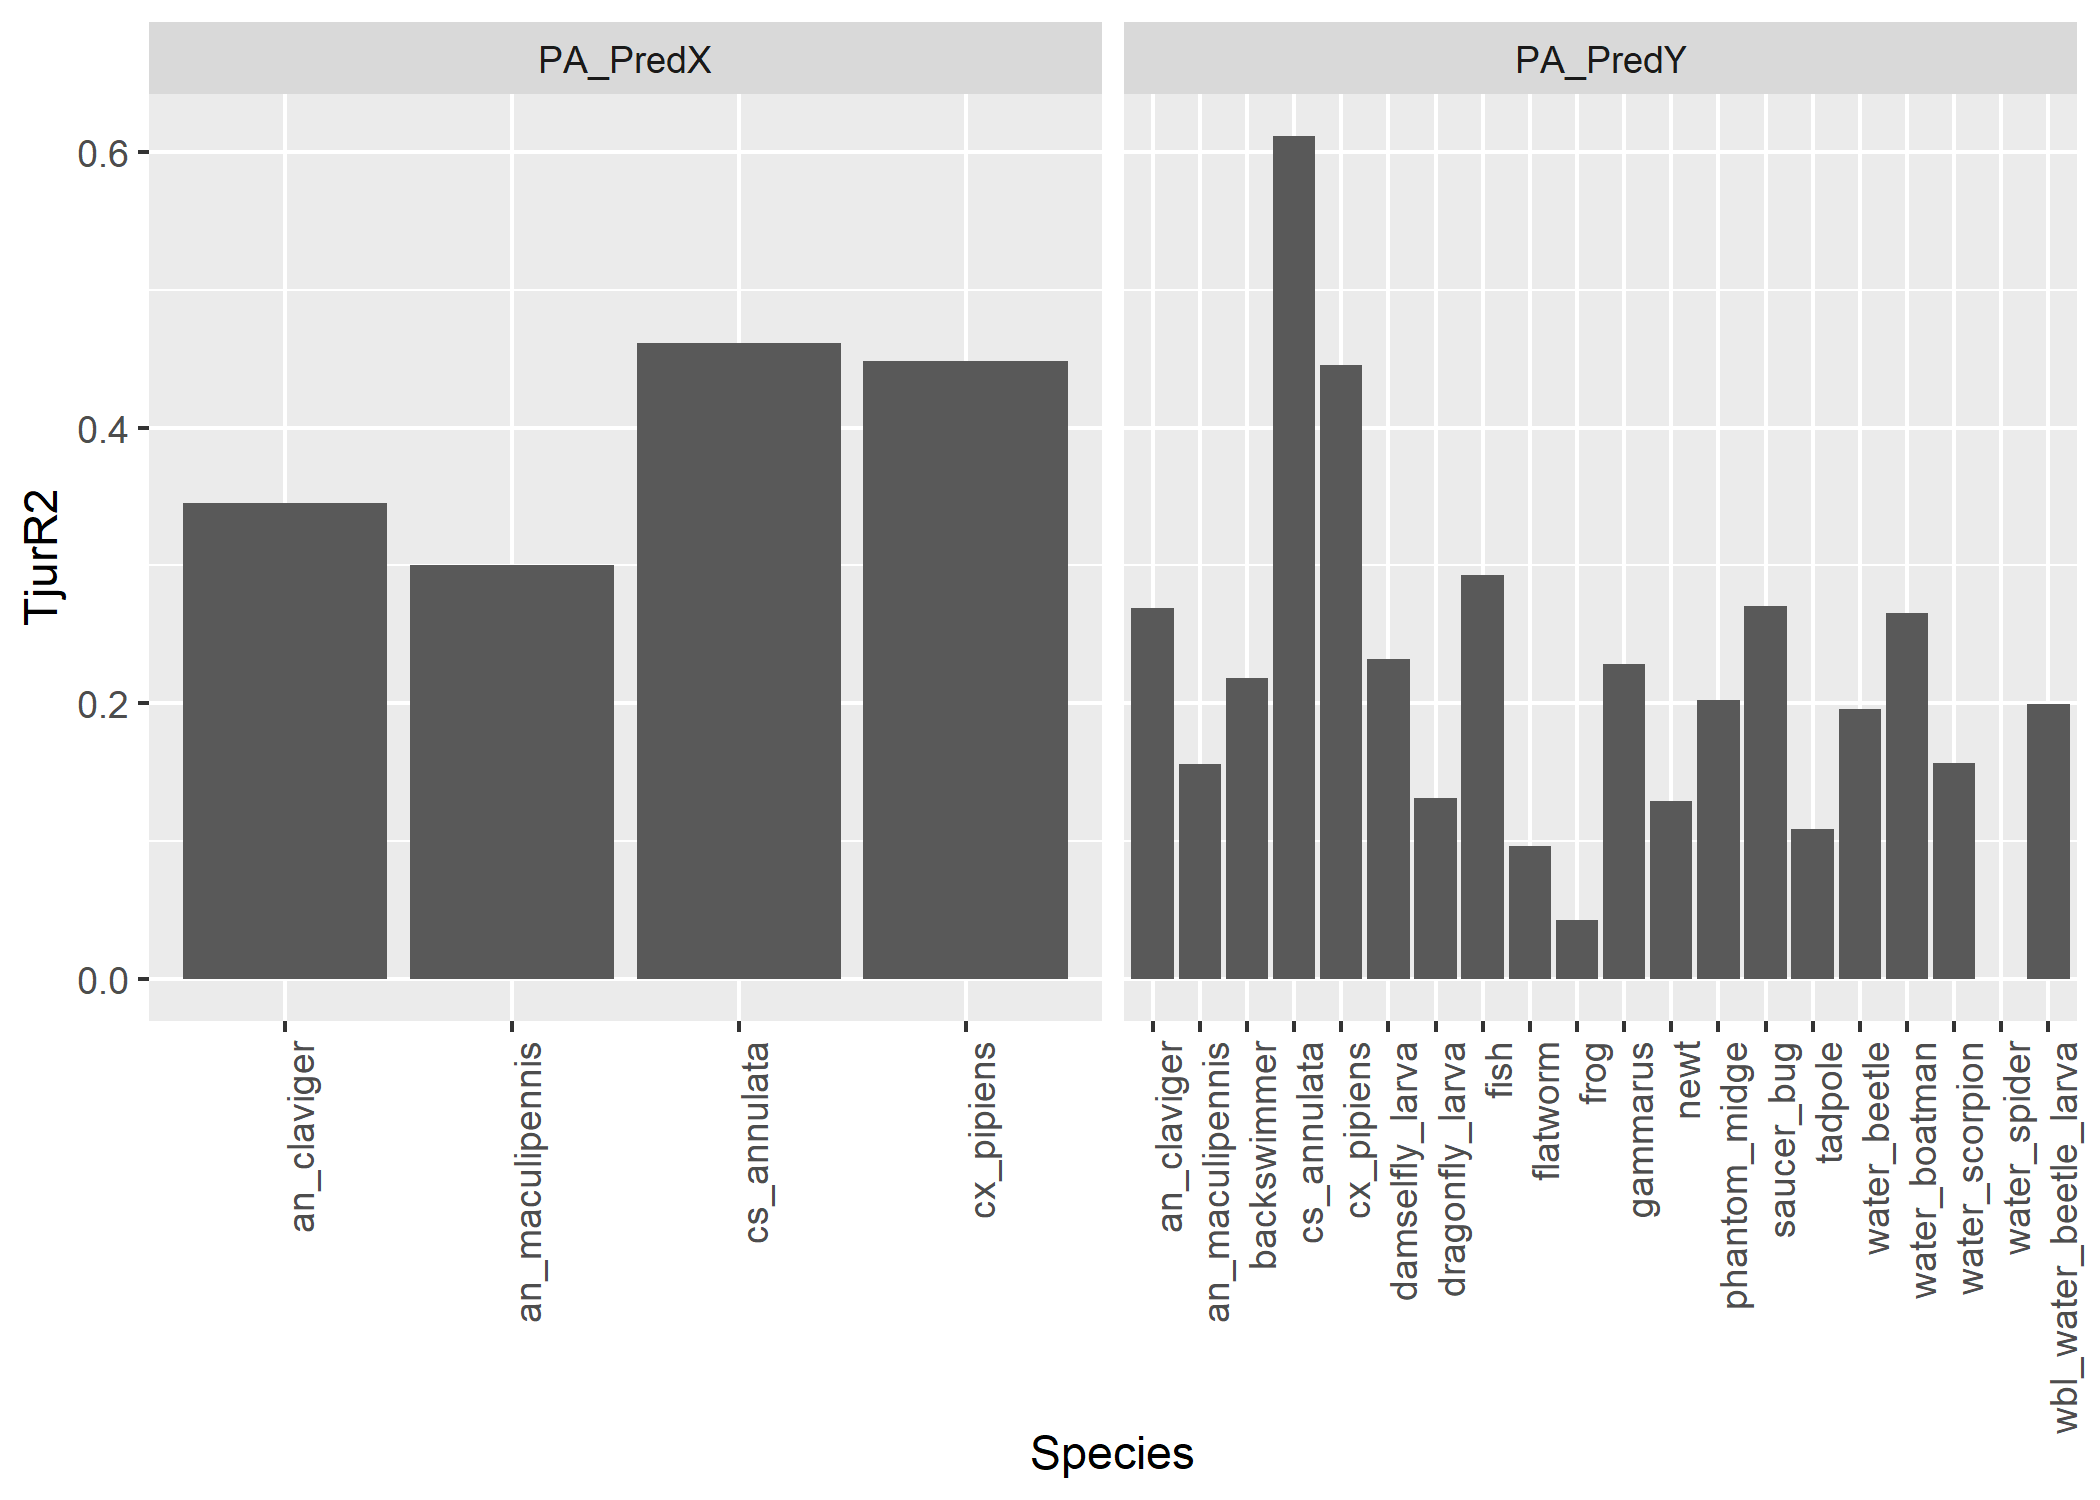 PA_PredX
PA_PredY
0.6
0.4
0.2
0.0
TjurR2
an_claviger
an_maculipennis
cs_annulata
cx_pipiens
an_claviger
an_maculipennis
backswimmer
cs_annulata
cx_pipiens
damselfly_larva
dragonfly_larva
fish
flatworm
frog
gammarus
newt
phantom_midge
saucer_bug
tadpole
water_beetle
water_boatman
water_scorpion
water_spider
wbl_water_beetle_larva
Species